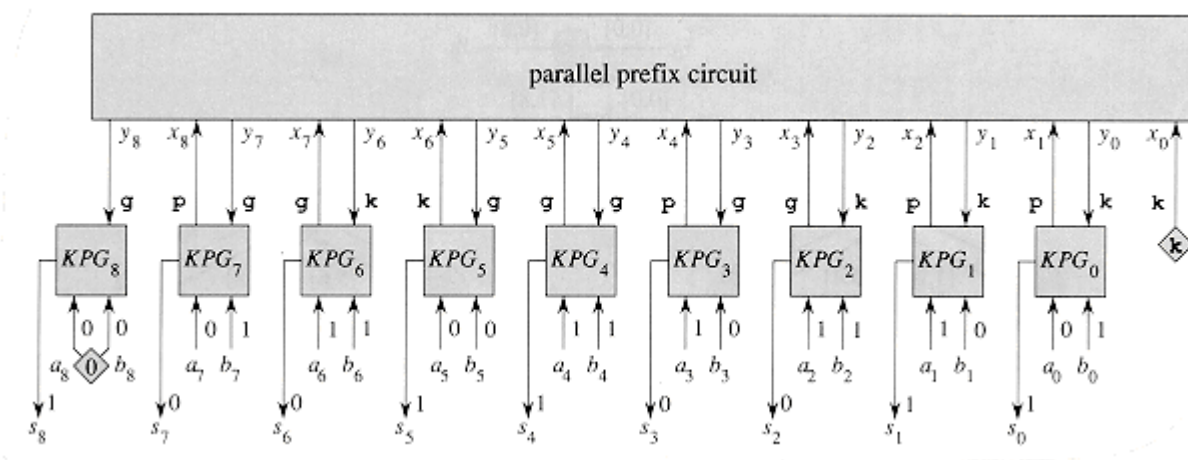 parallel prefix circuit
y₈ x₈ y₇ x₇ y₆ x₆ y₅ x₅ y₄ x₄ y₃ x₃ y₂ x₂ y₁ x₁ y₀ x₀
g p g g k k g g g p g g k p k p k k
KPG₈ KPG₇ KPG₆ KPG₅ KPG₄ KPG₃ KPG₂ KPG₁ KPG₀ k
0 0 0 1 1 1 0 0 1 1 1 0 1 1 1 0 0 1
a₈ 0 b₈ a₇ b₇ a₆ b₆ a₅ b₅ a₄ b₄ a₃ b₃ a₂ b₂ a₁ b₁ a₀ b₀
1 0 0 1 1 0 0 1 1
s₈ s₇ s₆ s₅ s₄ s₃ s₂ s₁ s₀